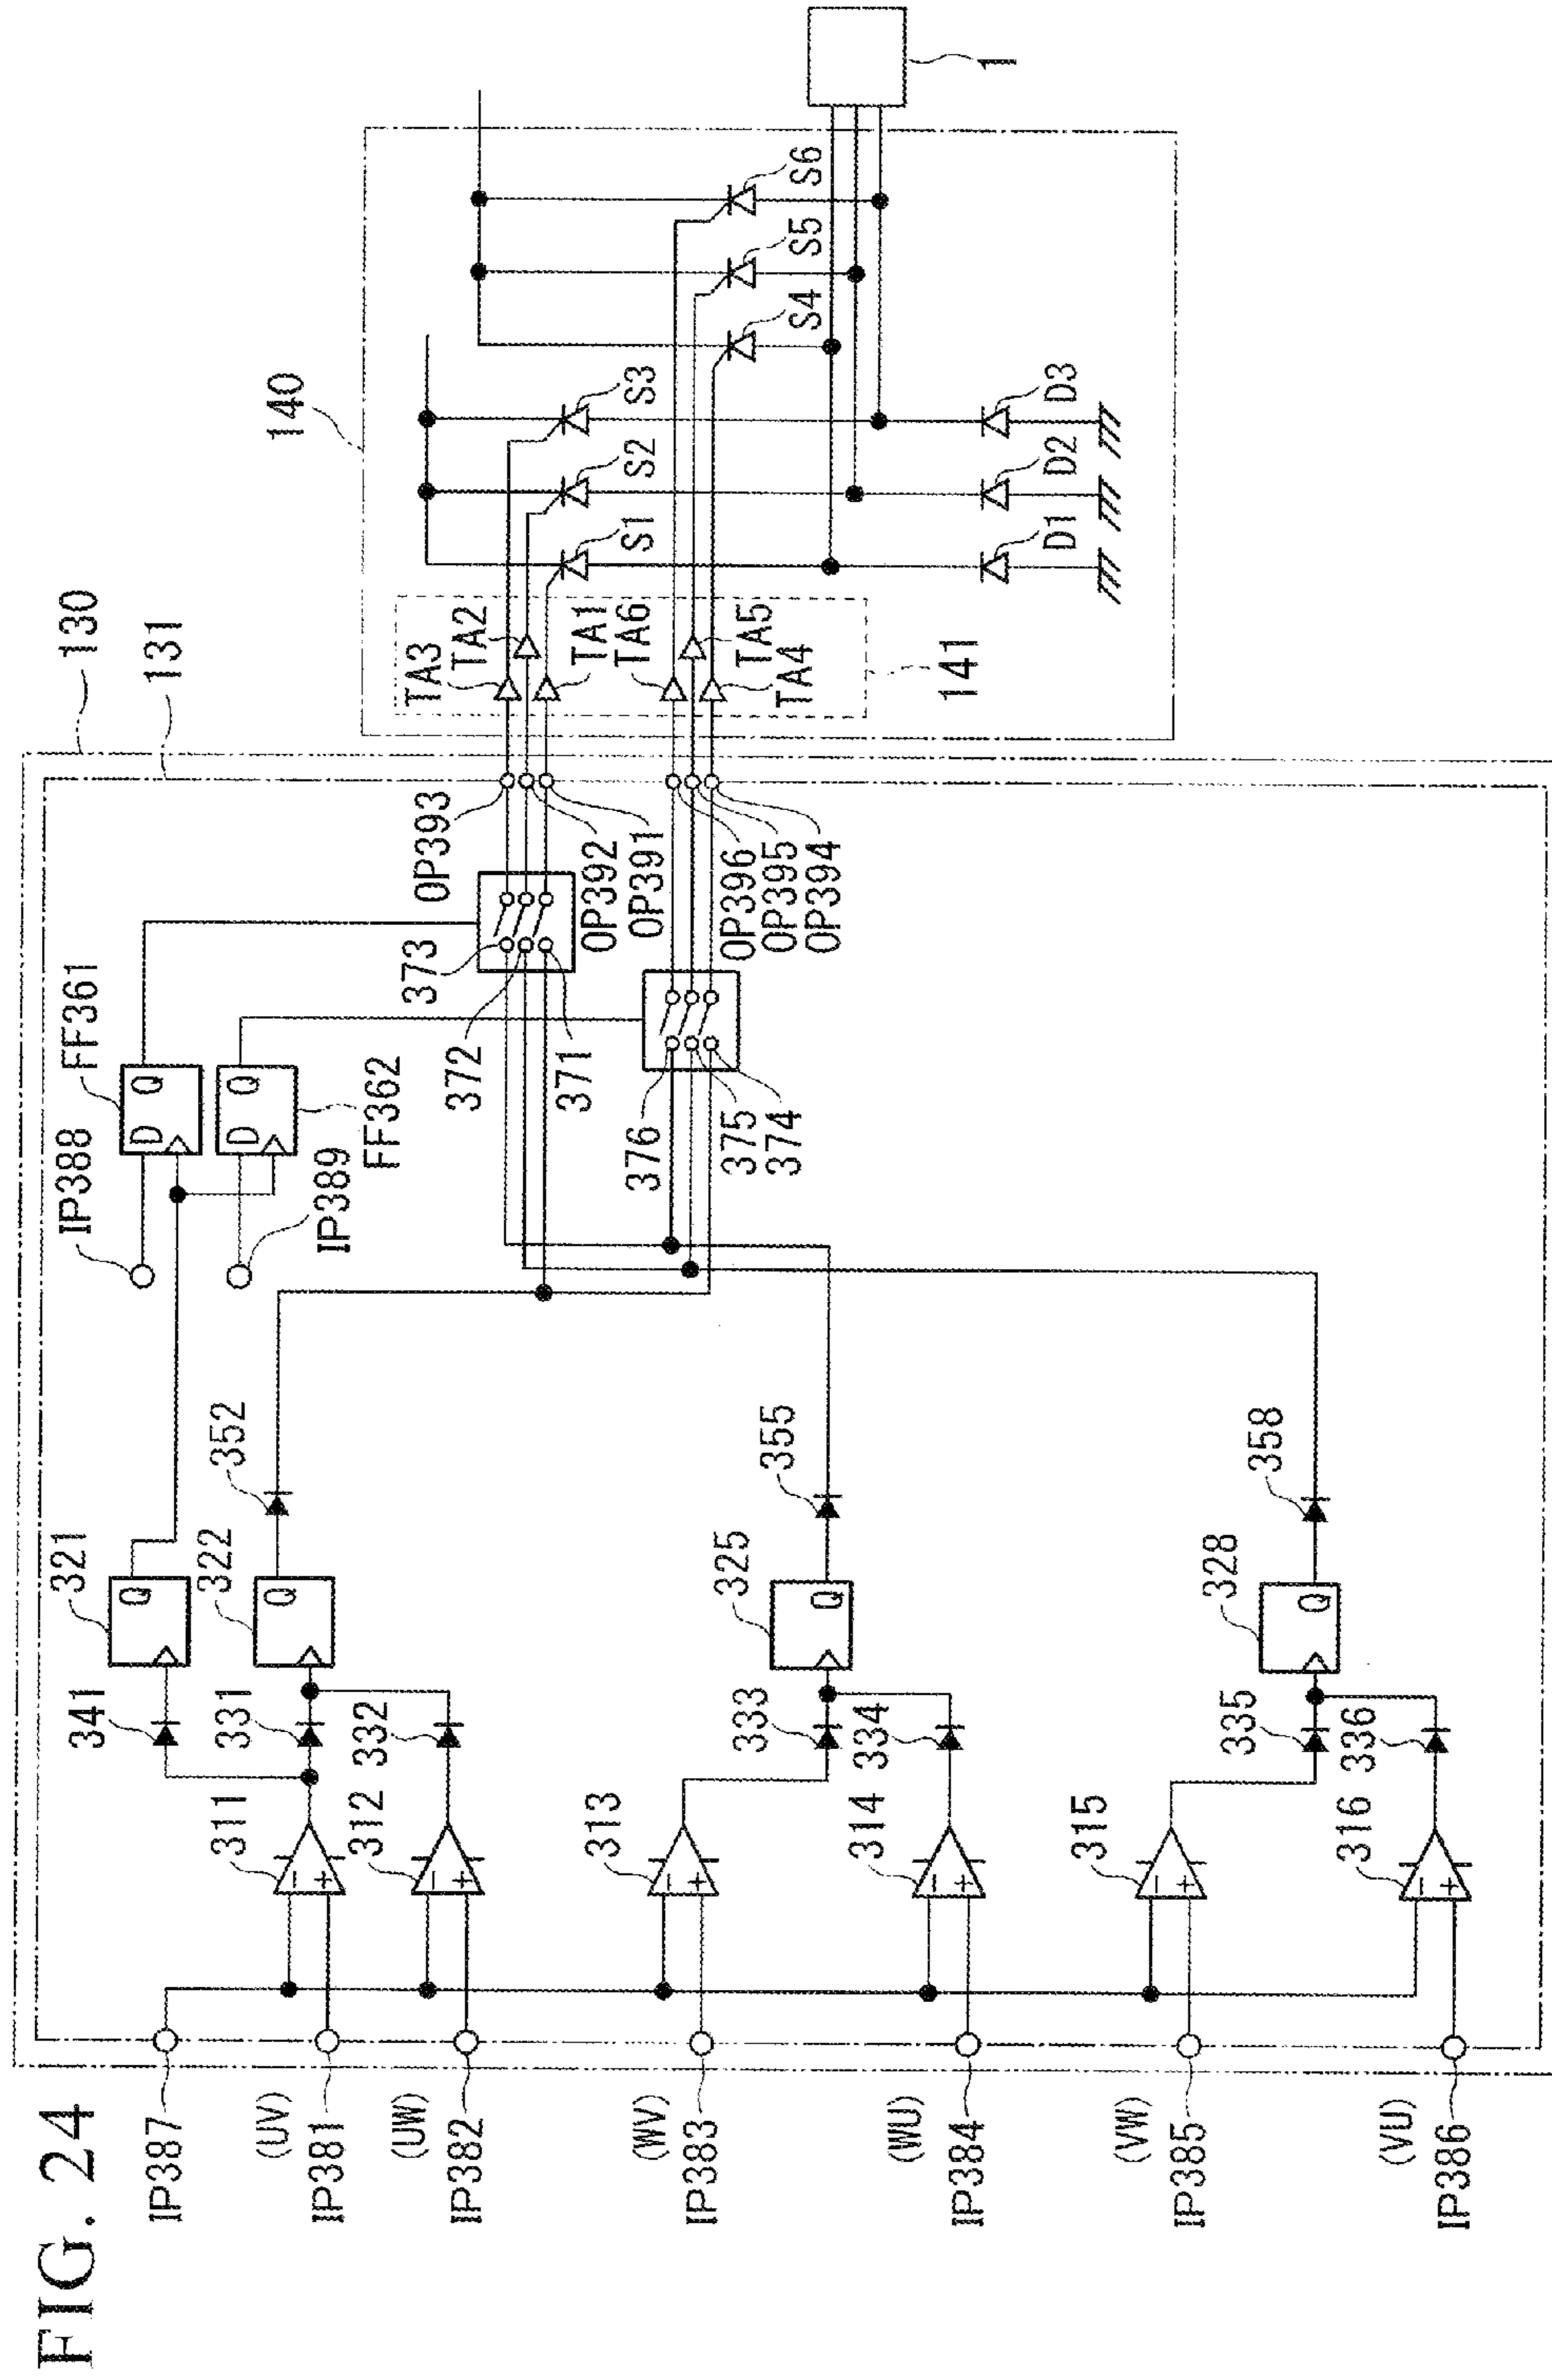 FIG. 24
130
131
140
141
1
IP387
(UV)
IP381
(UW)
IP382
(WV)
IP383
(WU)
IP384
(VW)
IP385
(VU)
IP386
311
-
+
312
-
+
313
-
+
314
-
+
315
-
+
316
-
+
341
331
332
333
334
335
336
321
Q
322
Q
325
Q
328
Q
352
355
358
IP388
IP389
FF361
D Q
FF362
D Q
373
372
371
376
375
374
OP393
OP392
OP391
OP396
OP395
OP394
TA3
TA2
TA1
TA6
TA5
TA4
S1
S2
S3
S4
S5
S6
D1
D2
D3